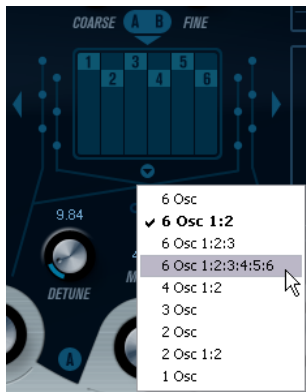 COARSE A B FINE
1 3 5
2 4 6
6 Osc
9.84 ✓ 6 Osc 1:2
6 Osc 1:2:3
6 Osc 1:2:3:4:5:6
DETUNE 4 Osc 1:2
3 Osc
2 Osc
A 2 Osc 1:2
1 Osc